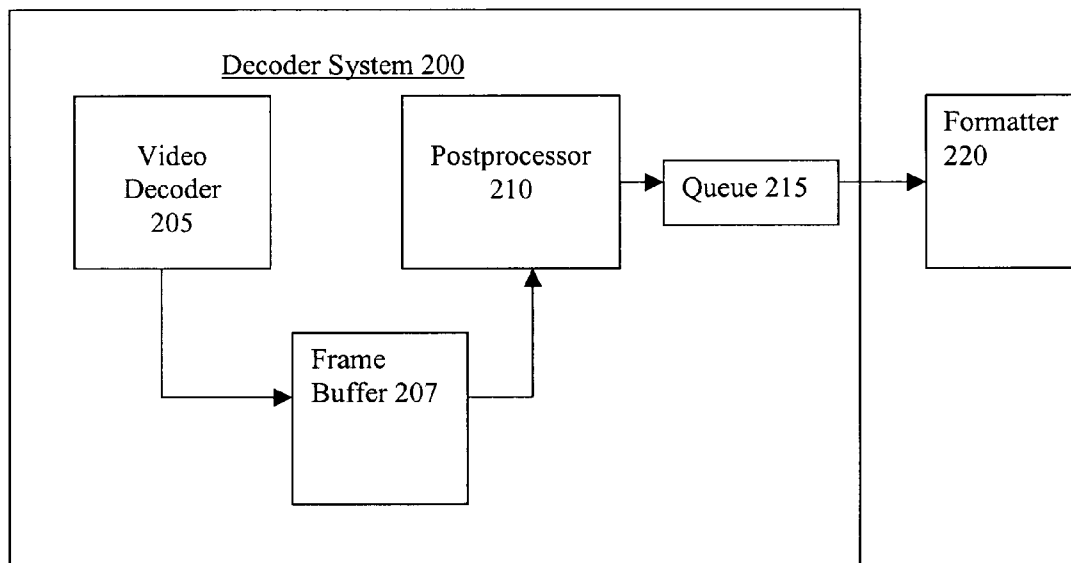 Decoder System 200
Video
Decoder
205
Postprocessor
210
Queue 215
Formatter
220
Frame
Buffer 207